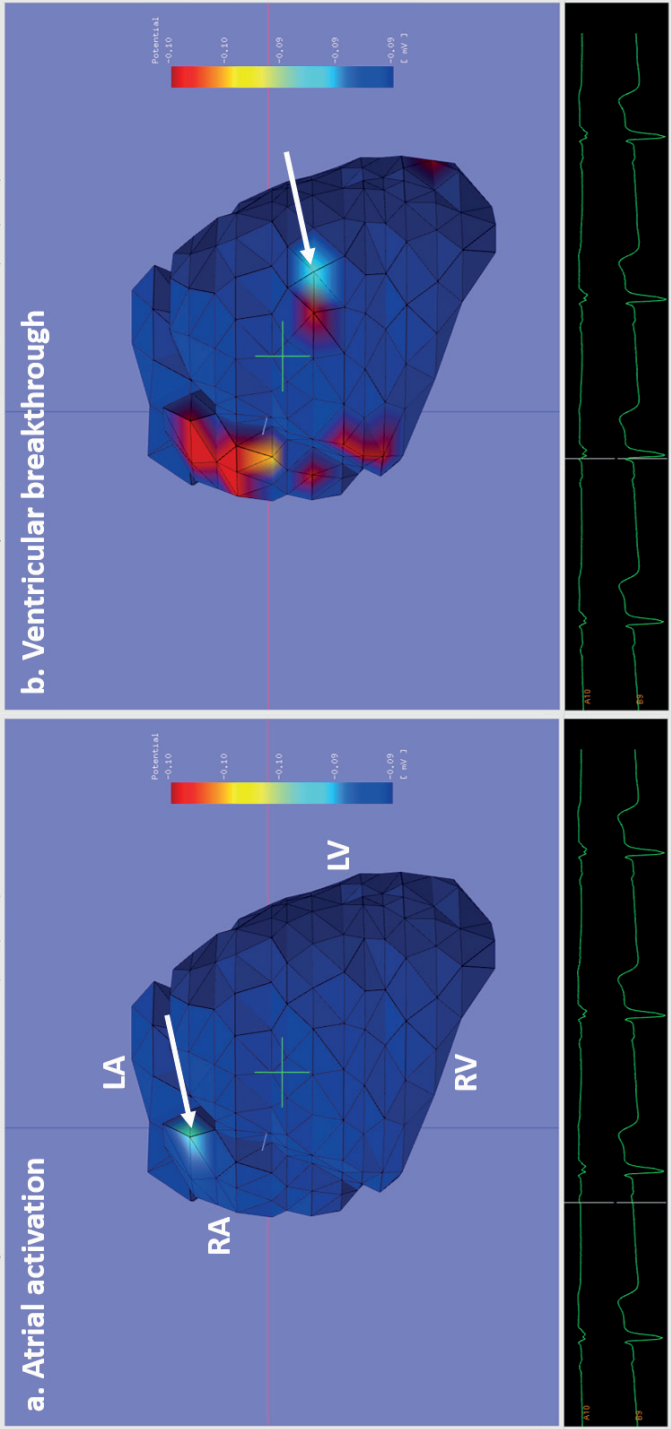 a. Atrial activation
LA
RA
LV
RV
Potential
-0.10
-0.10
-0.10
-0.09
-0.09
[ mV ]
A10
B9
b. Ventricular breakthrough
Potential
-0.10
-0.10
-0.09
-0.09
-0.09
[ mV ]
A10
B9